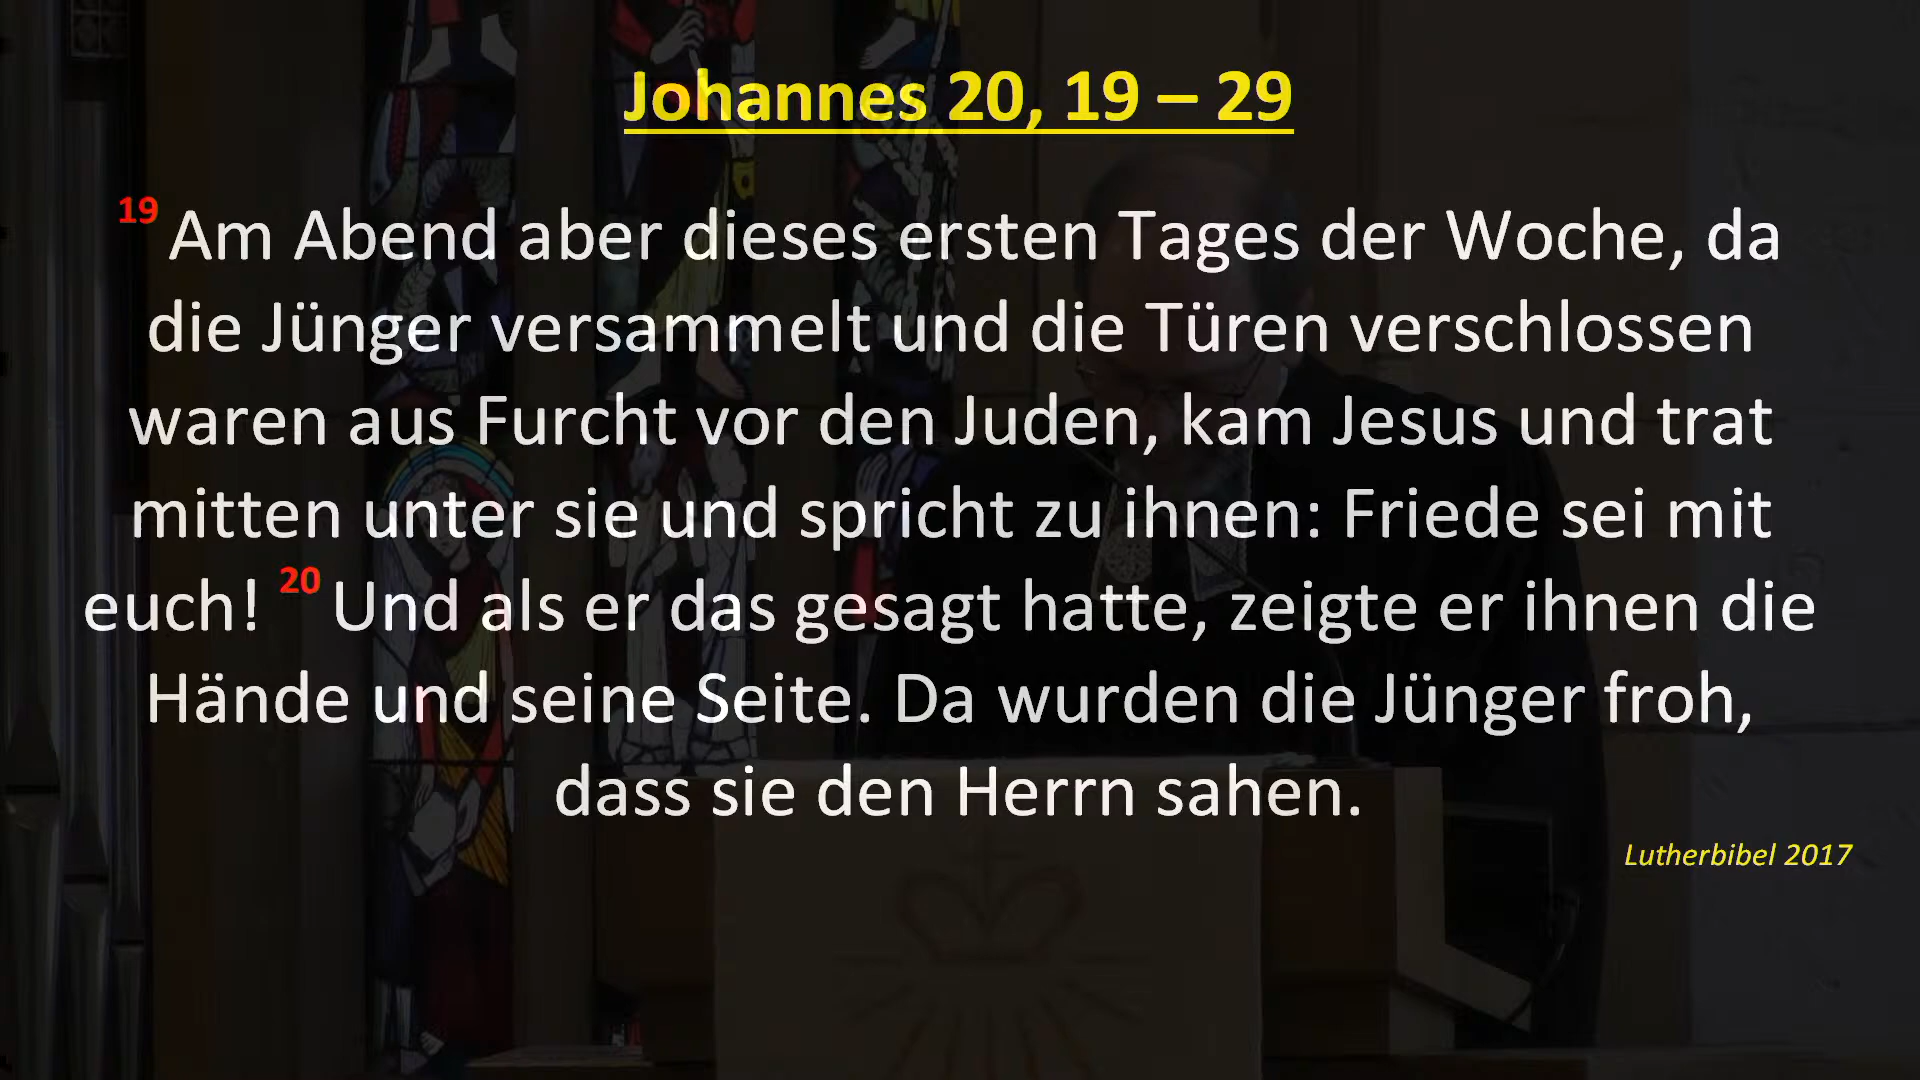 Johannes 20, 19 – 29
19 Am Abend aber dieses ersten Tages der Woche, da
die Jünger versammelt und die Türen verschlossen
waren aus Furcht vor den Juden, kam Jesus und trat
mitten unter sie und spricht zu ihnen: Friede sei mit
euch! 20 Und als er das gesagt hatte, zeigte er ihnen die
Hände und seine Seite. Da wurden die Jünger froh,
dass sie den Herrn sahen.
Lutherbibel 2017